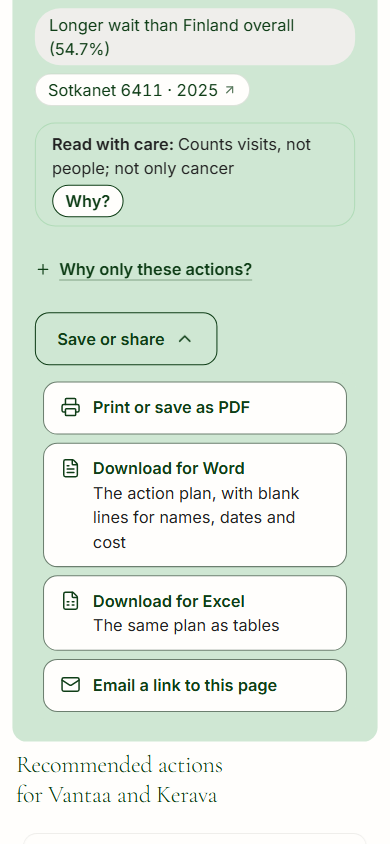 Longer wait than Finland overall
(54.7%)
Sotkanet 6411 · 2025 ↗
Read with care: Counts visits, not
people; not only cancer
Why?
+ Why only these actions?
Save or share
Print or save as PDF
Download for Word
The action plan, with blank
lines for names, dates and
cost
Download for Excel
The same plan as tables
Email a link to this page
Recommended actions
for Vantaa and Kerava